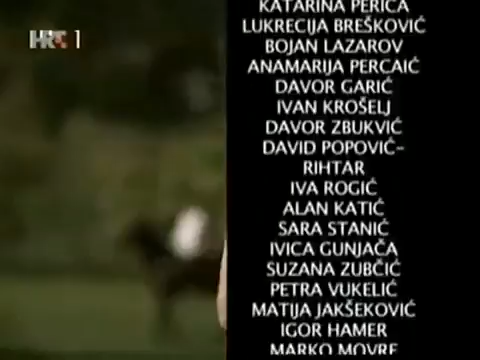 HRT 1
KATARINA PERICA
LUKRECIJA BREŠKOVIĆ
BOJAN LAZAROV
ANAMARIJA PERCAIĆ
DAVOR GARIĆ
IVAN KROŠELJ
DAVOR ZBUKVIĆ
DAVID POPOVIĆ-
RIHTAR
IVA ROGIĆ
ALAN KATIĆ
SARA STANIĆ
IVICA GUNJAČA
SUZANA ZUBČIĆ
PETRA VUKELIĆ
MATIJA JAKŠEKOVIĆ
IGOR HAMER
MARKO MOVRE